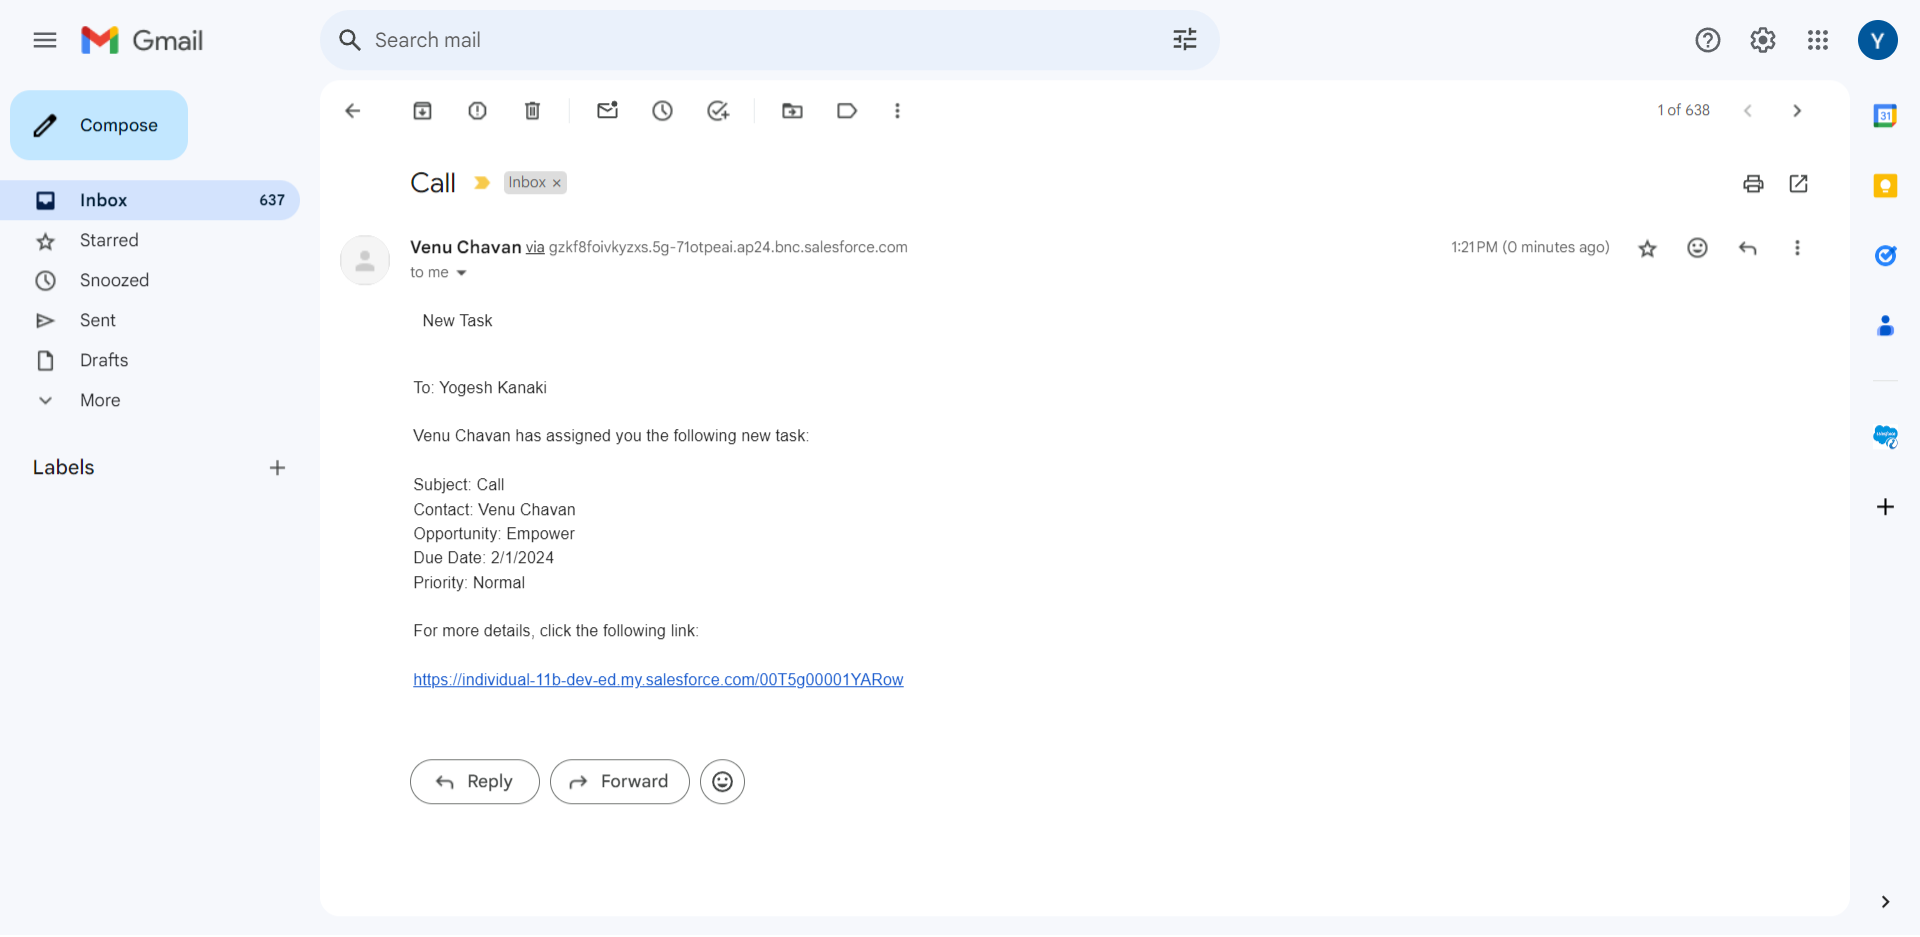 Gmail
Search mail
Y
Compose
1 of 638
31
Call Inbox ×
Inbox 637
Starred
Snoozed
Sent
Drafts
More
Labels
Venu Chavan via gzkf8foivkyzxs.5g-71otpeai.ap24.bnc.salesforce.com 1:21 PM (0 minutes ago)
to me
New Task
To: Yogesh Kanaki
Venu Chavan has assigned you the following new task:
Subject: Call
Contact: Venu Chavan
Opportunity: Empower
Due Date: 2/1/2024
Priority: Normal
For more details, click the following link:
https://individual-11b-dev-ed.my.salesforce.com/00T5g00001YARow
Reply Forward